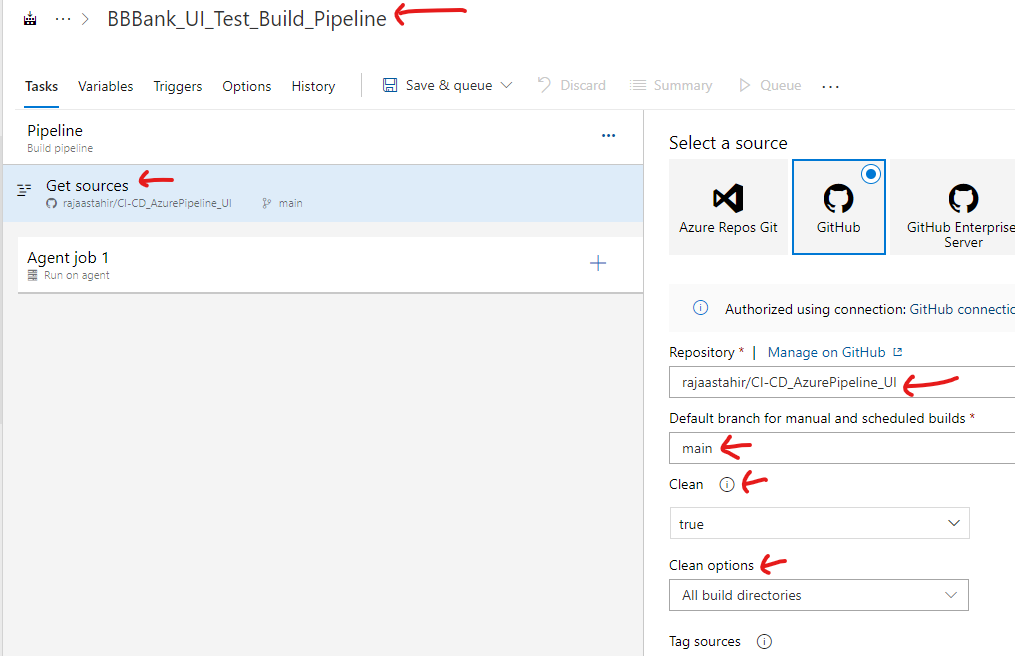 ··· > BBBank_UI_Test_Build_Pipeline
Tasks Variables Triggers Options History Save & queue Discard Summary Queue ...
Pipeline
Build pipeline
Get sources
rajaastahir/CI-CD_AzurePipeline_UI main
Agent job 1
Run on agent
Select a source
Azure Repos Git
GitHub
GitHub Enterprise
Server
Authorized using connection: GitHub connectio
Repository * | Manage on GitHub
rajaastahir/CI-CD_AzurePipeline_UI
Default branch for manual and scheduled builds *
main
Clean
true
Clean options
All build directories
Tag sources